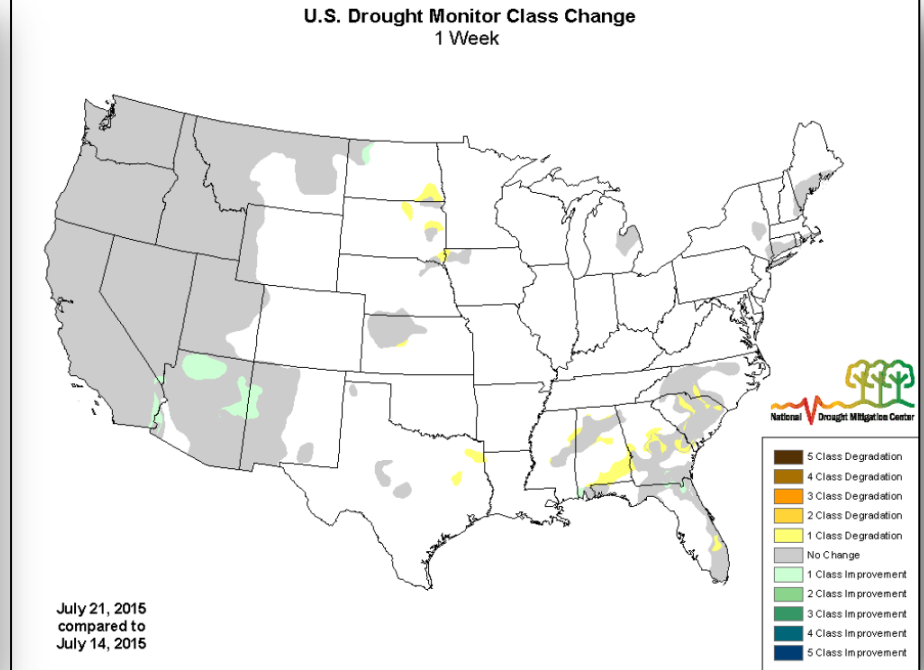 U.S. Drought Monitor Class Change
1 Week
National Drought Mitigation Center
5 Class Degradation
4 Class Degradation
3 Class Degradation
2 Class Degradation
1 Class Degradation
No Change
1 Class Improvement
2 Class Improvement
3 Class Improvement
4 Class Improvement
5 Class Improvement
July 21, 2015
compared to
July 14, 2015